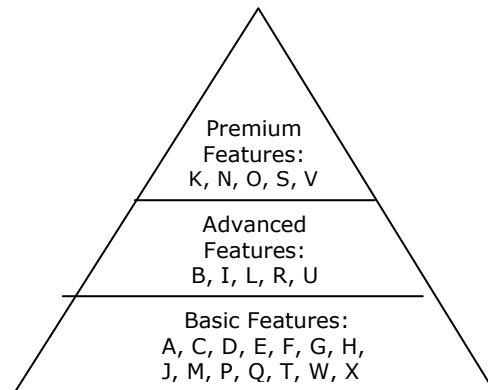 Premium
Features:
K, N, O, S, V
Advanced
Features:
B, I, L, R, U
Basic Features:
A, C, D, E, F, G, H,
J, M, P, Q, T, W, X